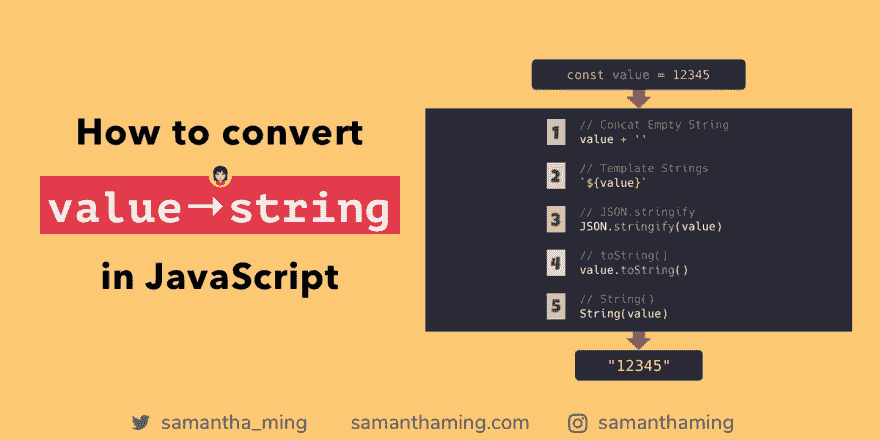 How to convert
value→string
in JavaScript
const value = 12345
1 // Concat Empty String
value + ''
2 // Template Strings
`${value}`
3 // JSON.stringify
JSON.stringify(value)
4 // toString()
value.toString()
5 // String()
String(value)
"12345"
samantha_ming samanthaming.com samanthaming